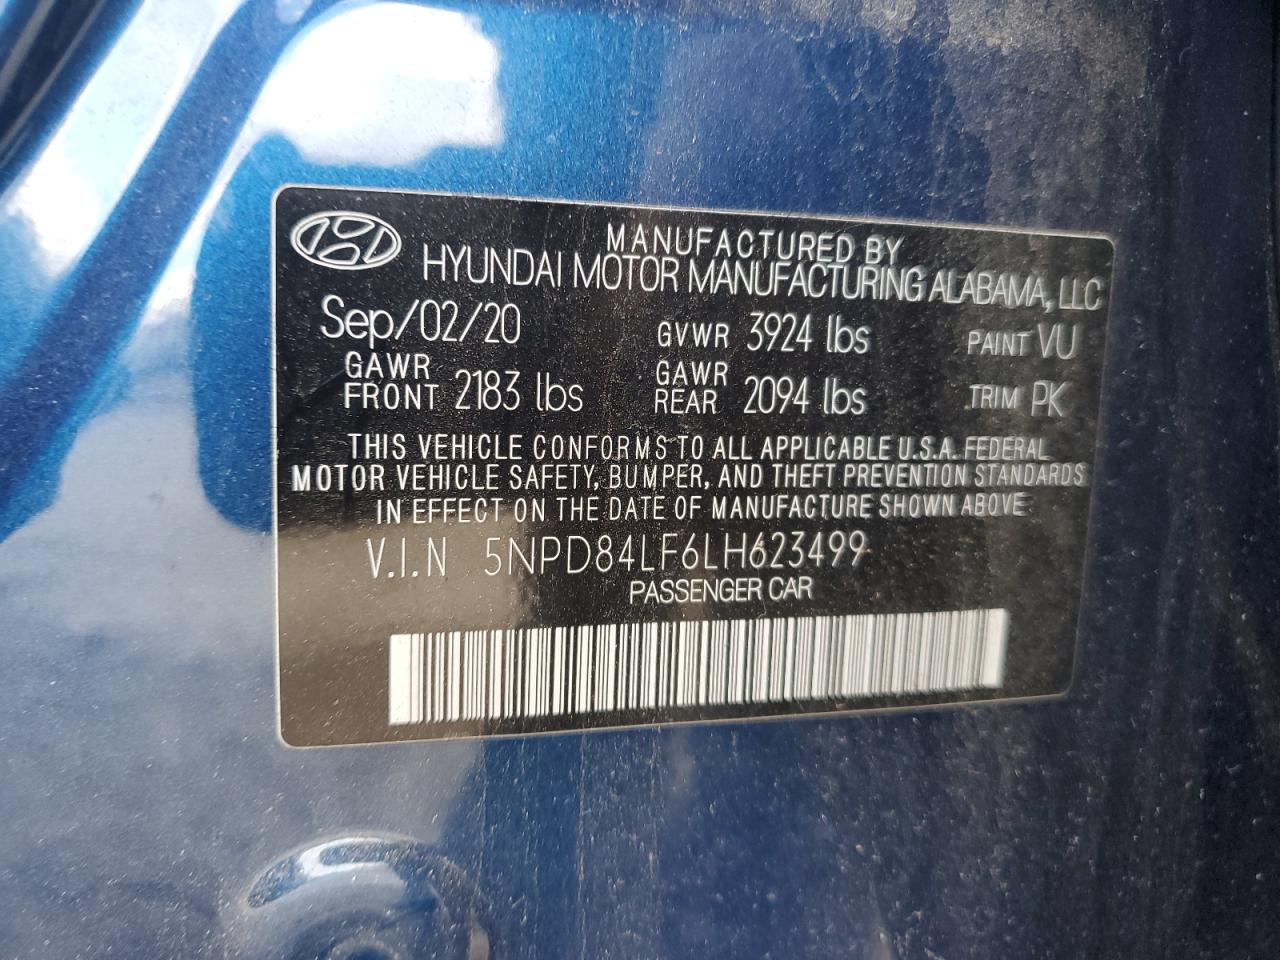 MANUFACTURED BY
HYUNDAI MOTOR MANUFACTURING ALABAMA, LLC
Sep/02/20 GVWR 3924 lbs PAINT VU
GAWR FRONT 2183 lbs GAWR REAR 2094 lbs TRIM PK
THIS VEHICLE CONFORMS TO ALL APPLICABLE U.S.A. FEDERAL
MOTOR VEHICLE SAFETY, BUMPER, AND THEFT PREVENTION STANDARDS
IN EFFECT ON THE DATE OF MANUFACTURE SHOWN ABOVE
V.I.N 5NPD84LF6LH623499
PASSENGER CAR